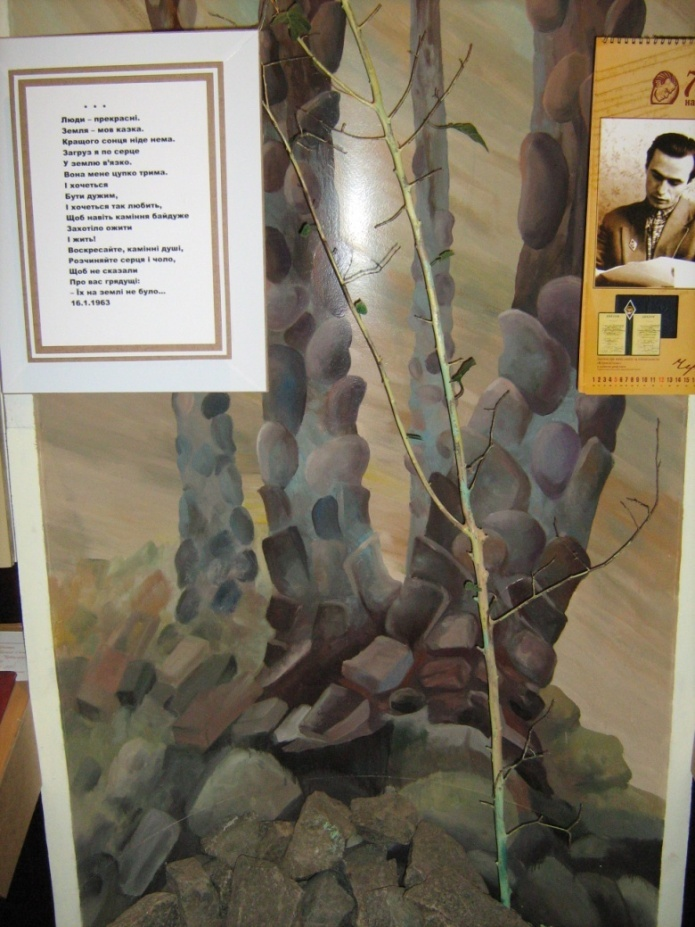 * * *
Люди – прекрасні.
Земля – мов казка.
Кращого сонця ніде нема.
Загруз я по серце
У землю в'язко.
Вона мене цупко трима.
І хочеться
Бути дужим,
І хочеться так любить,
Щоб навіть каміння байдуже
Захотіло ожити
І жить!
Воскресайте, камінні душі,
Розчиняйте серця і чоло,
Щоб не сказали
Про вас грядущі:
– Їх на землі не було...
16.1.1963
7
на
1 2 3 4 5 6 7 8 9 10 11 12 13 14 15